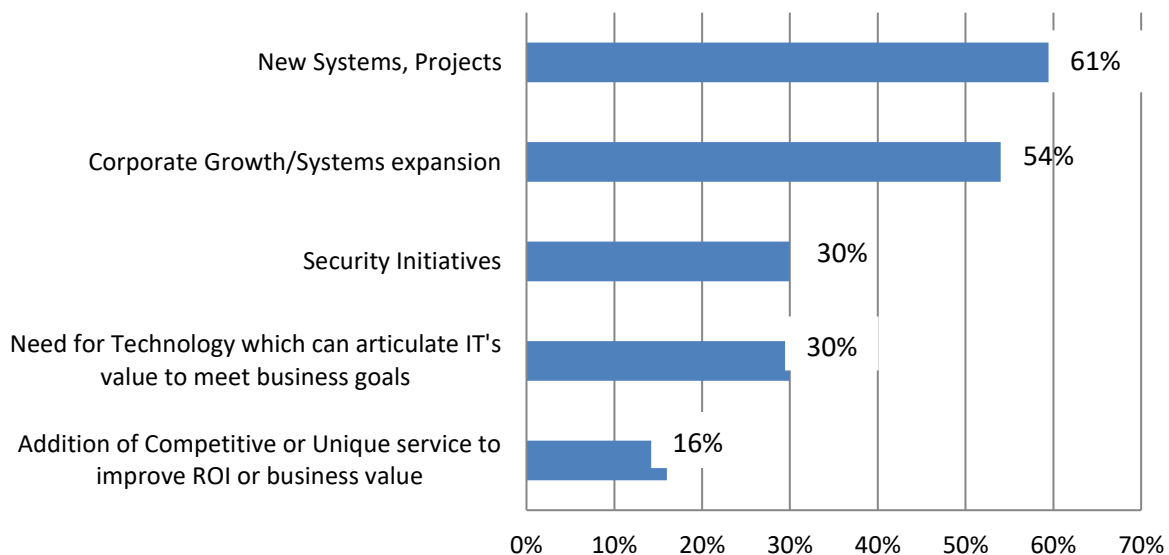 New Systems, Projects
61%
Corporate Growth/Systems expansion
54%
Security Initiatives
30%
Need for Technology which can articulate IT's
value to meet business goals
30%
Addition of Competitive or Unique service to
improve ROI or business value
16%
0% 10% 20% 30% 40% 50% 60% 70%